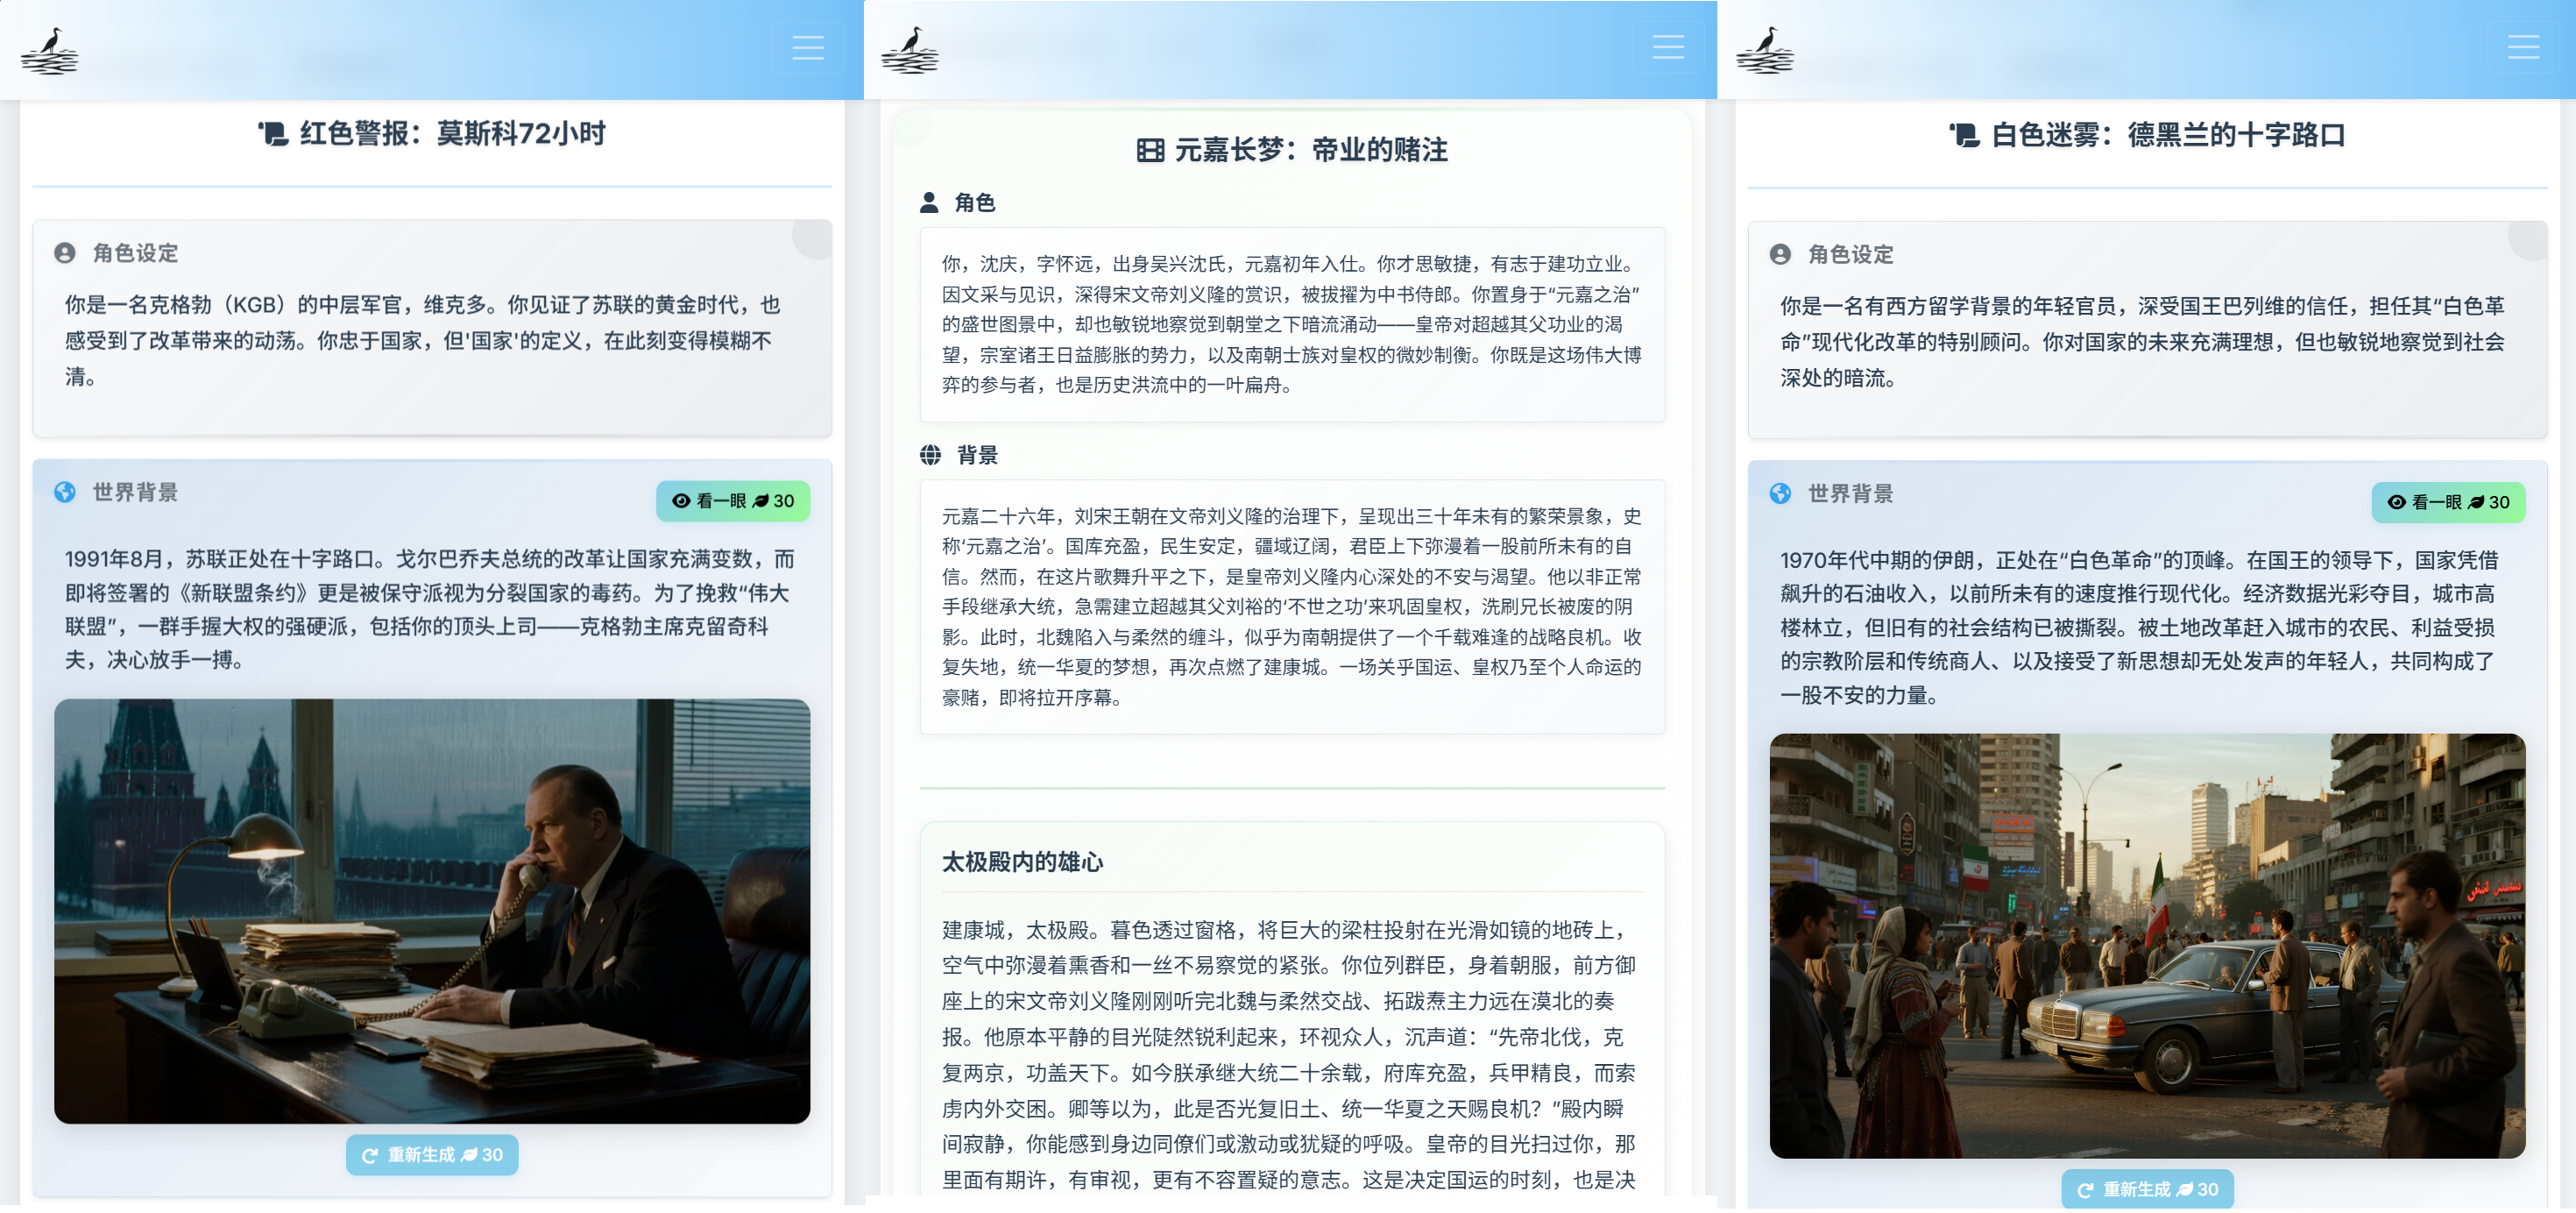 红色警报：莫斯科72小时
角色设定
你是一名克格勃（KGB）的中层军官，维克多。你见证了苏联的黄金时代，也
感受到了改革带来的动荡。你忠于国家，但'国家'的定义，在此刻变得模糊不
清。
世界背景
看一眼 30
1991年8月，苏联正处在十字路口。戈尔巴乔夫总统的改革让国家充满变数，而
即将签署的《新联盟条约》更是被保守派视为分裂国家的毒药。为了挽救“伟大
联盟”，一群手握大权的强硬派，包括你的顶头上司——克格勃主席克留奇科
夫，决心放手一搏。
重新生成 30
元嘉长梦：帝业的赌注
角色
你，沈庆，字怀远，出身吴兴沈氏，元嘉初年入仕。你才思敏捷，有志于建功立业。
因文采与见识，深得宋文帝刘义隆的赏识，被拔擢为中书侍郎。你置身于“元嘉之治”
的盛世图景中，却也敏锐地察觉到朝堂之下暗流涌动——皇帝对超越其父功业的渴
望，宗室诸王日益膨胀的势力，以及南朝士族对皇权的微妙制衡。你既是这场伟大博
弈的参与者，也是历史洪流中的一叶扁舟。
背景
元嘉二十六年，刘宋王朝在文帝刘义隆的治理下，呈现出三十年未有的繁荣景象，史
称‘元嘉之治’。国库充盈，民生安定，疆域辽阔，君臣上下弥漫着一股前所未有的自
信。然而，在这片歌舞升平之下，是皇帝刘义隆内心深处的不安与渴望。他以非正常
手段继承大统，急需建立超越其父刘裕的‘不世之功’来巩固皇权，洗刷兄长被废的阴
影。此时，北魏陷入与柔然的缠斗，似乎为南朝提供了一个千载难逢的战略良机。收
复失地，统一华夏的梦想，再次点燃了建康城。一场关乎国运、皇权乃至个人命运的
豪赌，即将拉开序幕。
太极殿内的雄心
建康城，太极殿。暮色透过窗格，将巨大的梁柱投射在光滑如镜的地砖上，
空气中弥漫着熏香和一丝不易察觉的紧张。你位列群臣，身着朝服，前方御
座上的宋文帝刘义隆刚刚听完北魏与柔然交战、拓跋焘主力远在漠北的奏
报。他原本平静的目光陡然锐利起来，环视众人，沉声道：“先帝北伐，克
复两京，功盖天下。如今朕承继大统二十余载，府库充盈，兵甲精良，而索
虏内外交困。卿等以为，此是否光复旧土、统一华夏之天赐良机？”殿内瞬
间寂静，你能感到身边同僚们或激动或犹疑的呼吸。皇帝的目光扫过你，那
里面有期许，有审视，更有不容置疑的意志。这是决定国运的时刻，也是决
白色迷雾：德黑兰的十字路口
角色设定
你是一名有西方留学背景的年轻官员，深受国王巴列维的信任，担任其“白色革
命”现代化改革的特别顾问。你对国家的未来充满理想，但也敏锐地察觉到社会
深处的暗流。
世界背景
看一眼 30
1970年代中期的伊朗，正处在“白色革命”的顶峰。在国王的领导下，国家凭借
飙升的石油收入，以前所未有的速度推行现代化。经济数据光彩夺目，城市高
楼林立，但旧有的社会结构已被撕裂。被土地改革赶入城市的农民、利益受损
的宗教阶层和传统商人、以及接受了新思想却无处发声的年轻人，共同构成了
一股不安的力量。
重新生成 30